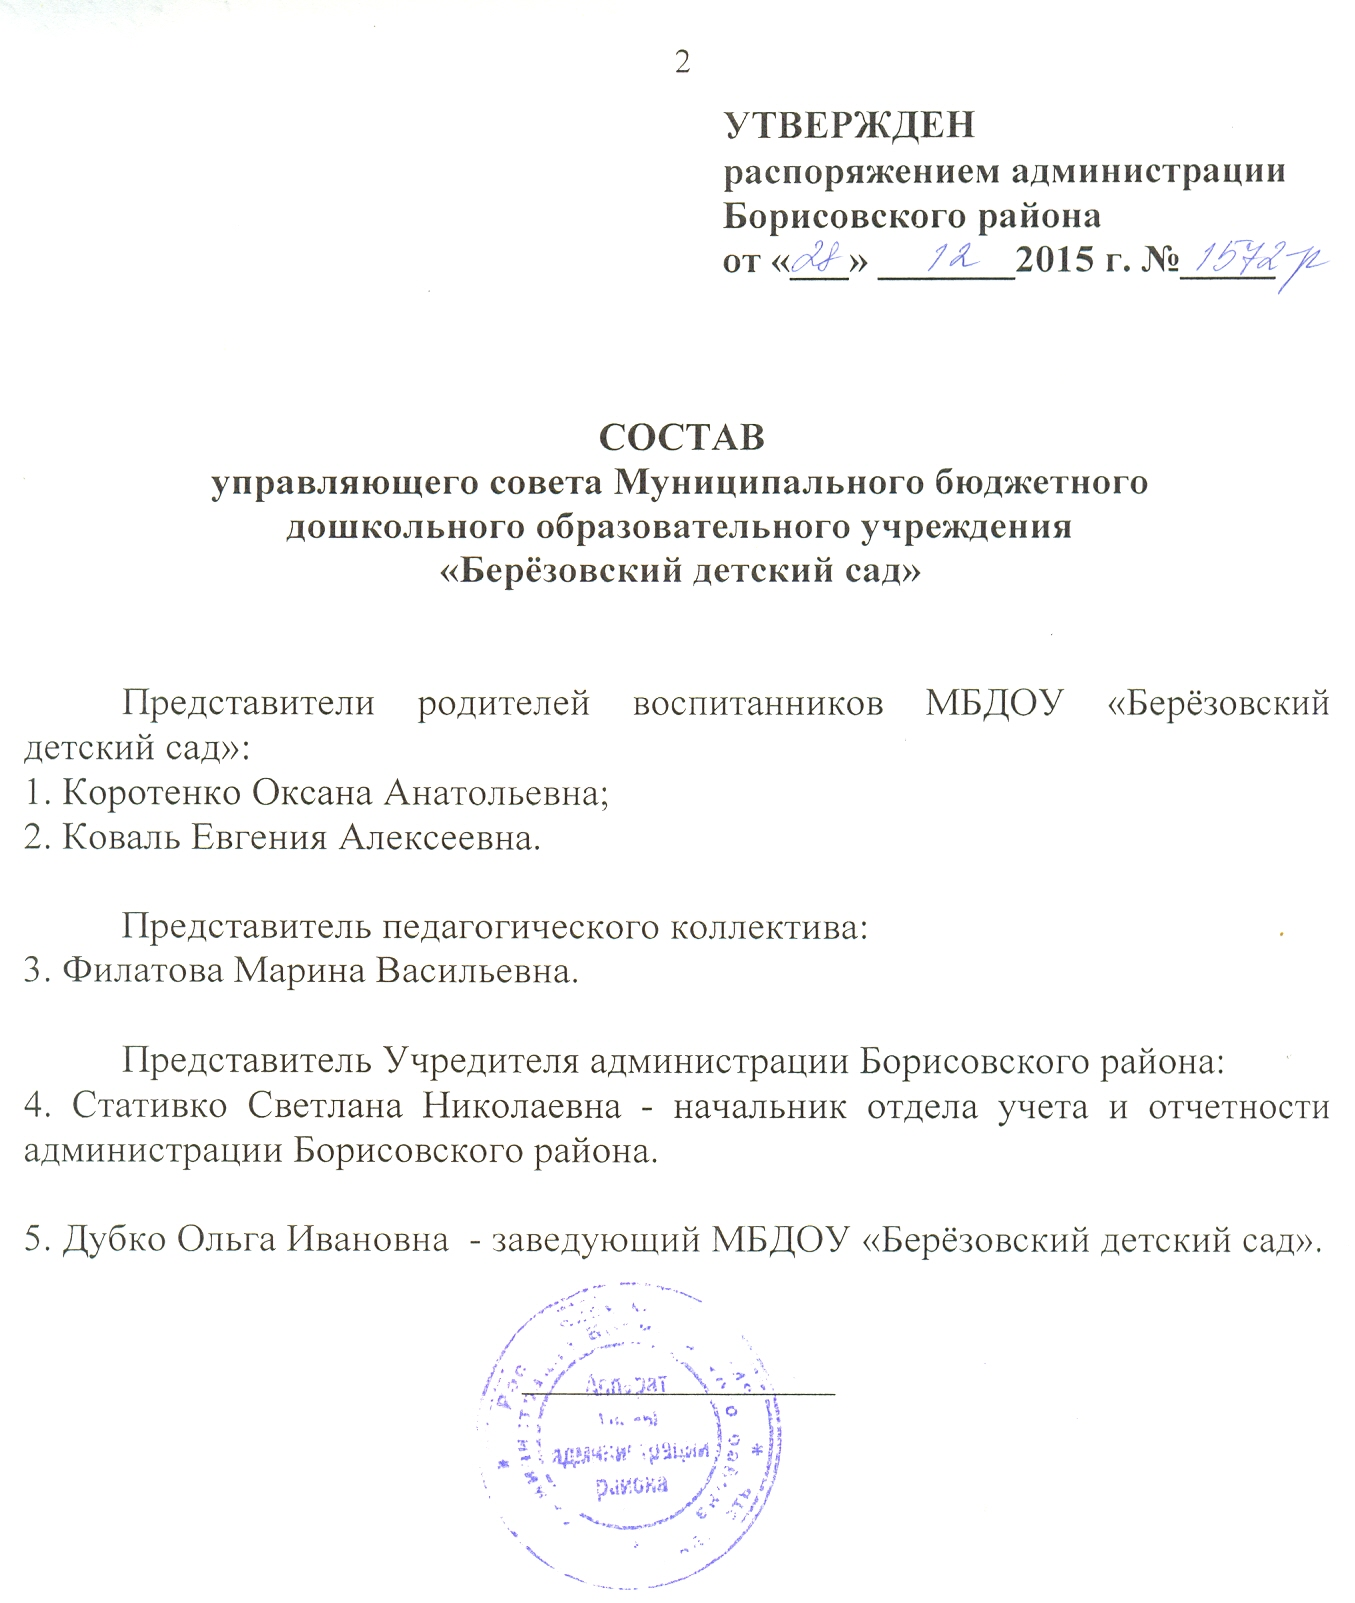 2
УТВЕРЖДЕН
распоряжением администрации
Борисовского района
от «28» 12 2015 г. № 1572-р
СОСТАВ
управляющего совета Муниципального бюджетного
дошкольного образовательного учреждения
«Берёзовский детский сад»
Представители родителей воспитанников МБДОУ «Берёзовский
детский сад»:
1. Коротенко Оксана Анатольевна;
2. Коваль Евгения Алексеевна.
Представитель педагогического коллектива:
3. Филатова Марина Васильевна.
Представитель Учредителя администрации Борисовского района:
4. Стативко Светлана Николаевна - начальник отдела учета и отчетности
администрации Борисовского района.
5. Дубко Ольга Ивановна - заведующий МБДОУ «Берёзовский детский сад».
Аппарат
администрации
района